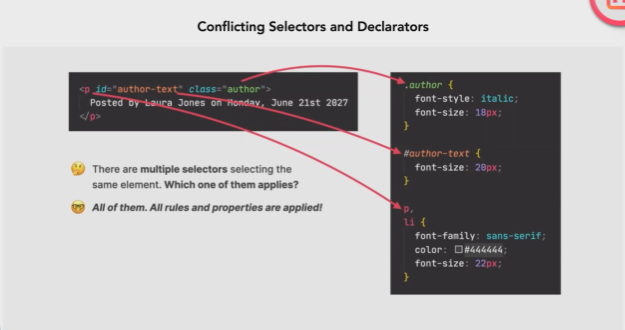 Conflicting Selectors and Declarators
<p id="author-text" class="author">
Posted by Laura Jones on Monday, June 21st 2027
</p>
There are multiple selectors selecting the
same element. Which one of them applies?
All of them. All rules and properties are applied!
.author {
font-style: italic;
font-size: 18px;
}
#author-text {
font-size: 20px;
}
p,
li {
font-family: sans-serif;
color: #444444;
font-size: 22px;
}